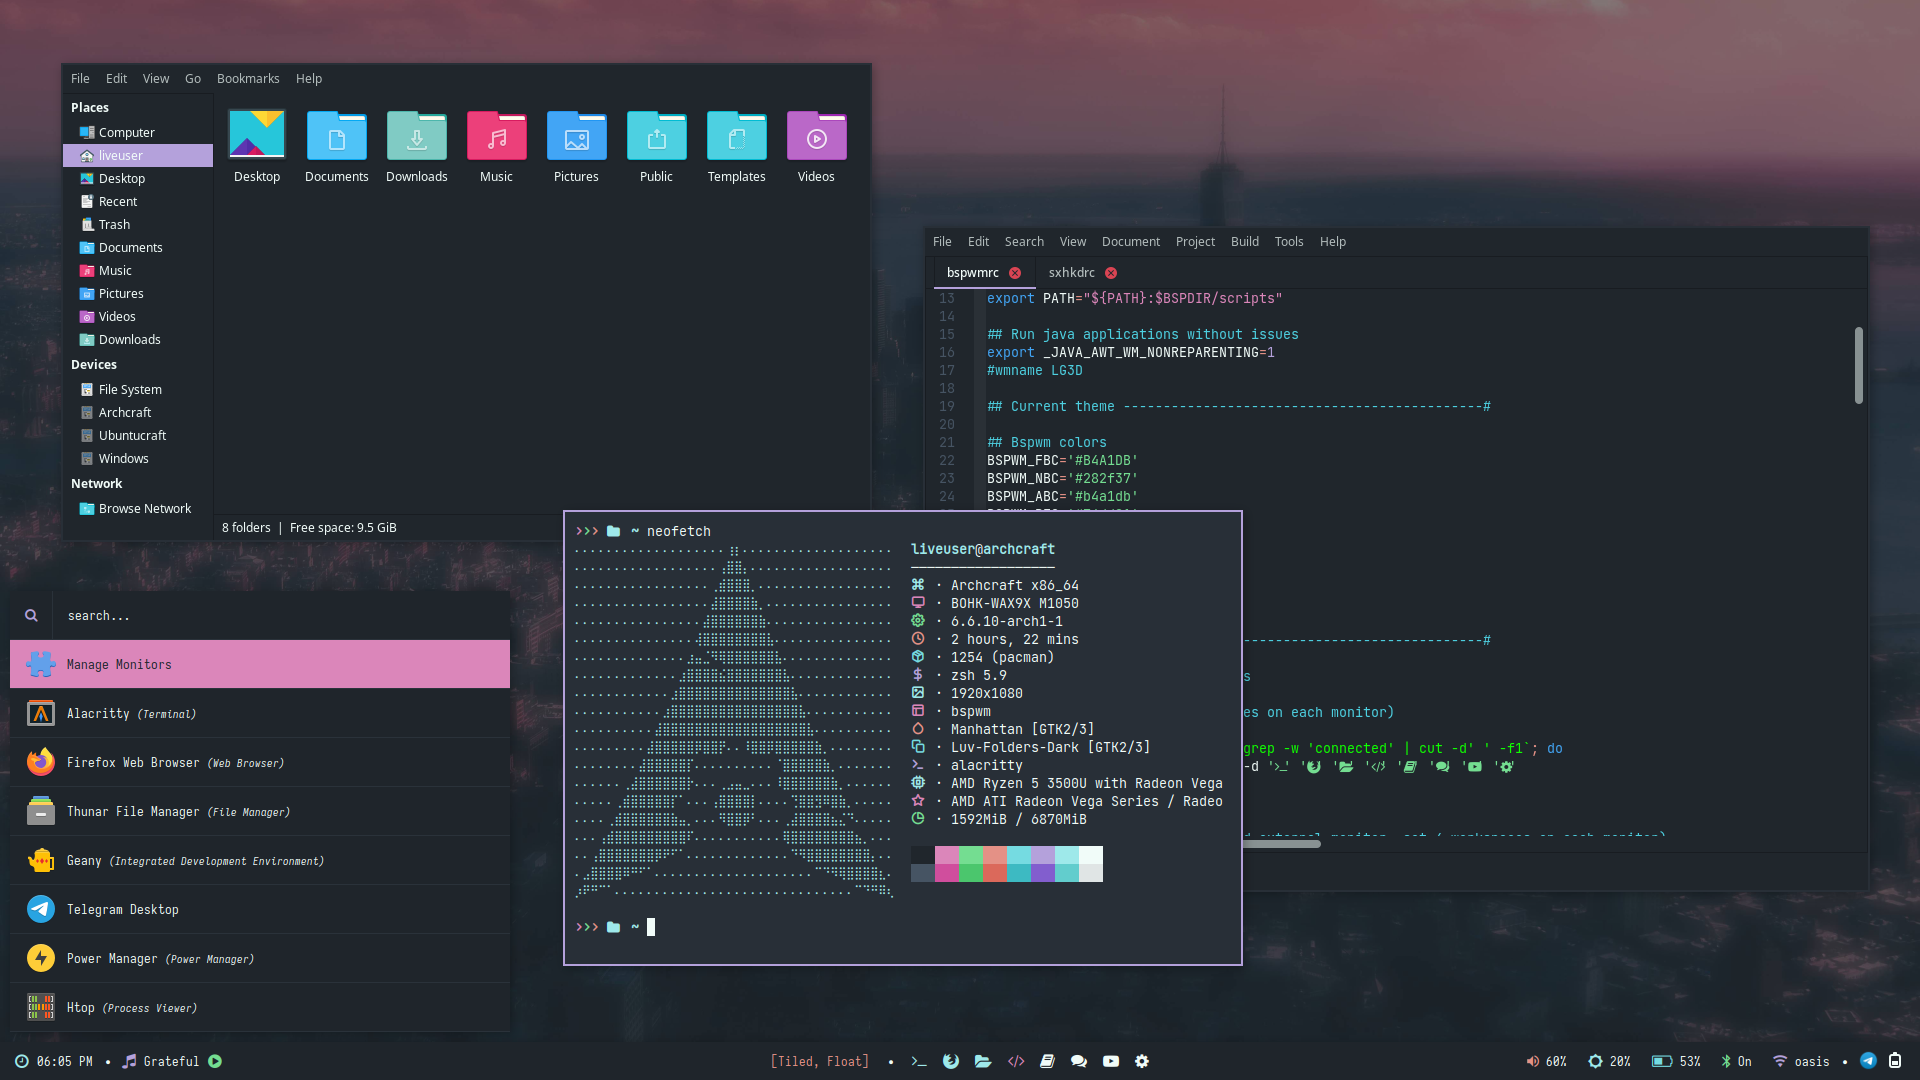 File Edit View Go Bookmarks Help
Places
Computer
liveuser
Desktop
Recent
Trash
Documents
Music
Pictures
Videos
Downloads
Devices
File System
Archcraft
Ubuntucraft
Windows
Network
Browse Network
Desktop Documents Downloads Music Pictures Public Templates Videos
8 folders | Free space: 9.5 GiB
File Edit Search View Document Project Build Tools Help
bspwmrc sxhkdrc
13 export PATH="${PATH}:$BSPDIR/scripts"
14
15 ## Run java applications without issues
16 export _JAVA_AWT_WM_NONREPARENTING=1
17 #wmname LG3D
18
19 ## Current theme ---------------------------------------------#
20
21 ## Bspwm colors
22 BSPWM_FBC='#B4A1DB'
23 BSPWM_NBC='#282f37'
24 BSPWM_ABC='#b4a1db'
------------------------------#
s
es on each monitor)
grep -w 'connected' | cut -d' ' -f1`; do
-d
>>> ~ neofetch
liveuser@archcraft
· Archcraft x86_64
· BOHK-WAX9X M1050
· 6.6.10-arch1-1
· 2 hours, 22 mins
· 1254 (pacman)
· zsh 5.9
· 1920x1080
· bspwm
· Manhattan [GTK2/3]
· Luv-Folders-Dark [GTK2/3]
· alacritty
· AMD Ryzen 5 3500U with Radeon Vega
· AMD ATI Radeon Vega Series / Radeo
· 1592MiB / 6870MiB
>>> ~
search...
Manage Monitors
Alacritty (Terminal)
Firefox Web Browser (Web Browser)
Thunar File Manager (File Manager)
Geany (Integrated Development Environment)
Telegram Desktop
Power Manager (Power Manager)
Htop (Process Viewer)
06:05 PM • Grateful
[Tiled, Float] •
60% 20% 53% On oasis •